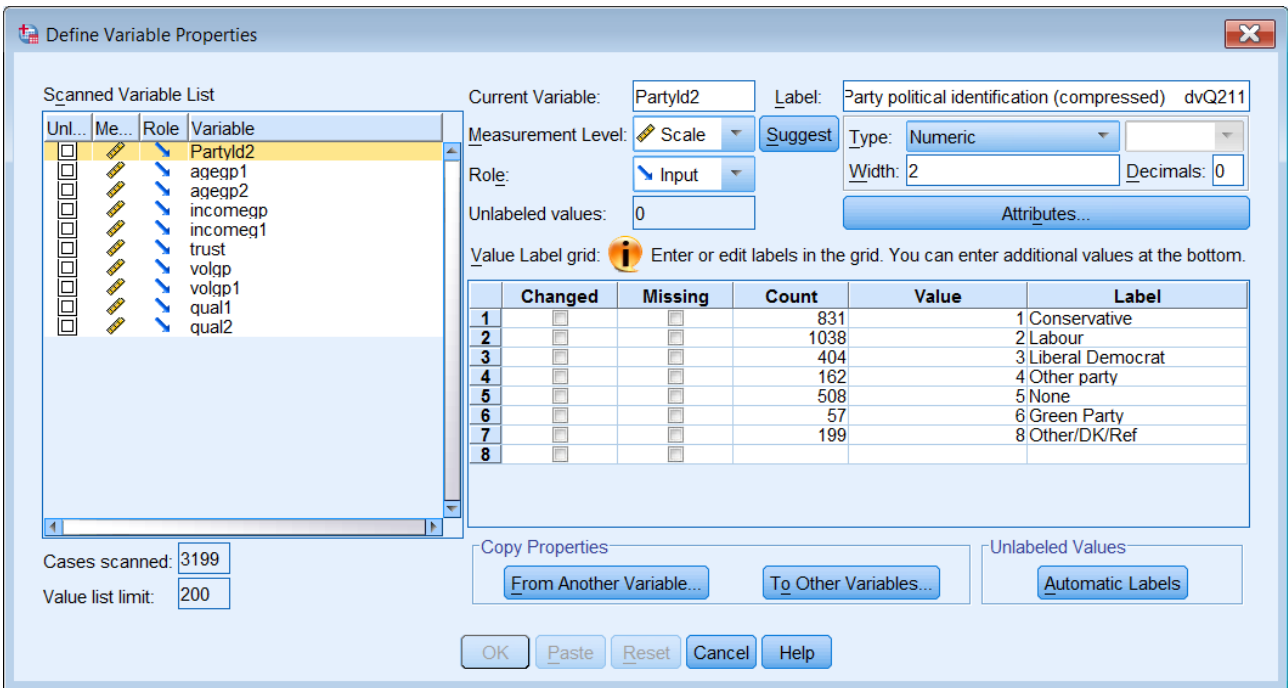 Define Variable Properties
Scanned Variable List
Unl... Me... Role Variable
PartyId2
agegp1
agegp2
incomegp
incomeg1
trust
volgp
volgp1
qual1
qual2
Cases scanned: 3199
Value list limit: 200
Current Variable: PartyId2 Label: Party political identification (compressed) dvQ211
Measurement Level: Scale Suggest Type: Numeric
Role: Input Width: 2 Decimals: 0
Unlabeled values: 0 Attributes...
Value Label grid: Enter or edit labels in the grid. You can enter additional values at the bottom.
Changed Missing Count Value Label
1 831 1 Conservative
2 1038 2 Labour
3 404 3 Liberal Democrat
4 162 4 Other party
5 508 5 None
6 57 6 Green Party
7 199 8 Other/DK/Ref
8
Copy Properties Unlabeled Values
From Another Variable... To Other Variables... Automatic Labels
OK Paste Reset Cancel Help